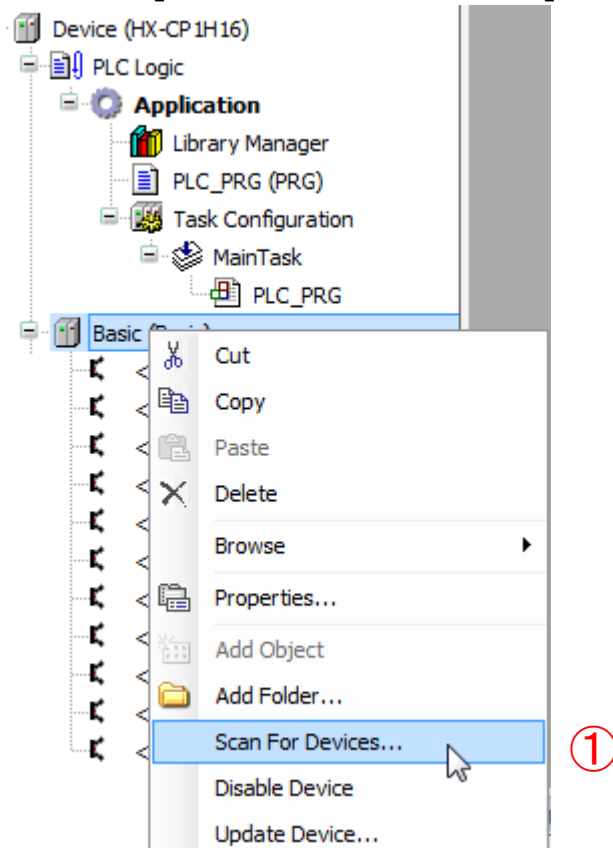 Device (HX-CP1H16)
PLC Logic
Application
Library Manager
PLC_PRG (PRG)
Task Configuration
MainTask
PLC_PRG
Basic
Cut
<
Copy
<
Paste
<
Delete
<
<
Browse
<
Properties...
<
Add Object
<
Add Folder...
<
<
Scan For Devices...
①
<
Disable Device
Update Device...